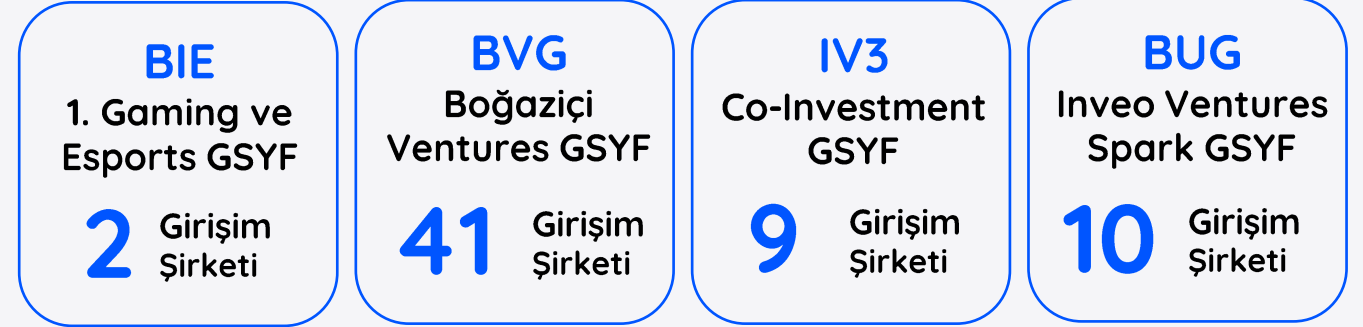 BIE
1. Gaming ve
Esports GSYF
2
Girişim
Şirketi
BVG
Boğaziçi
Ventures GSYF
41
Girişim
Şirketi
IV3
Co-Investment
GSYF
9
Girişim
Şirketi
BUG
Inveo Ventures
Spark GSYF
10
Girişim
Şirketi